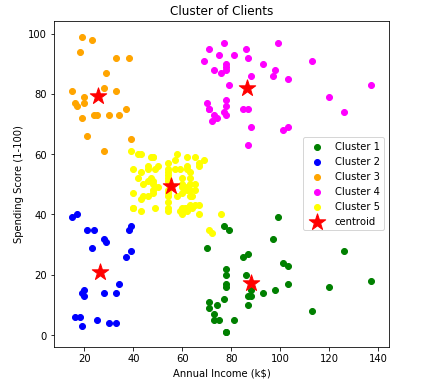 Cluster of Clients
100
80
60
40
20
0
Spending Score (1-100)
Cluster 1
Cluster 2
Cluster 3
Cluster 4
Cluster 5
centroid
20 40 60 80 100 120 140
Annual Income (k$)